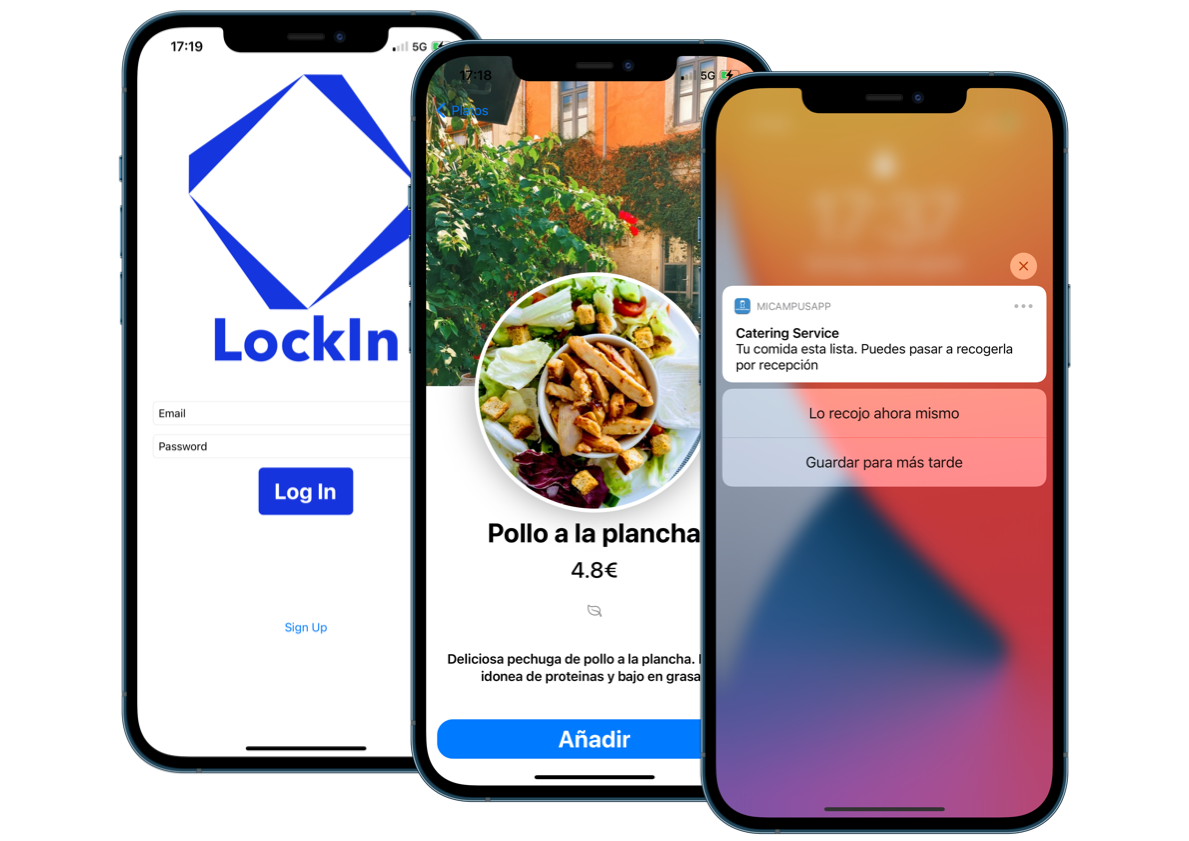 17:19
5G
LockIn
Email
Password
Log In
Sign Up
17:18
5G
Platos
Pollo a la plancha
4.8€
Deliciosa pechuga de pollo a la plancha.
idonea de proteinas y bajo en grasa
Añadir
17:37
MICAMPUSAPP
Catering Service
Tu comida esta lista. Puedes pasar a recogerla
por recepción
Lo recojo ahora mismo
Guardar para más tarde